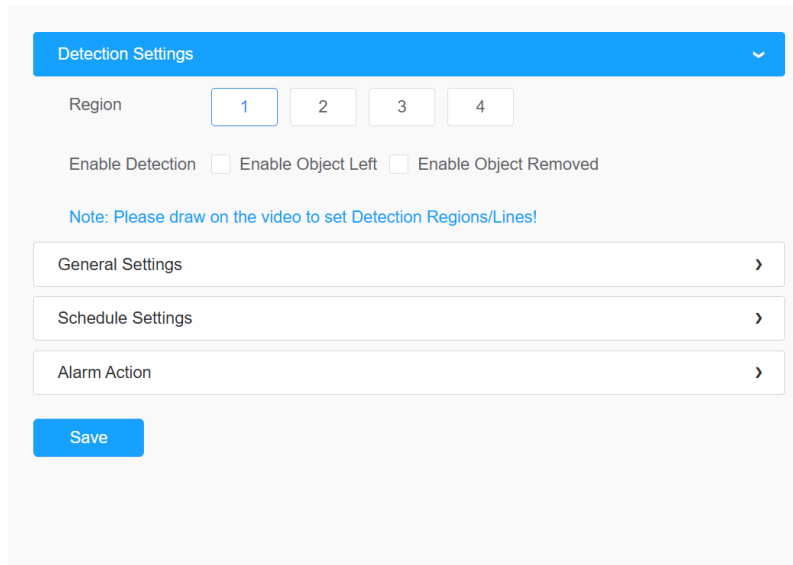 Detection Settings
Region 1 2 3 4
Enable Detection Enable Object Left Enable Object Removed
Note: Please draw on the video to set Detection Regions/Lines!
General Settings
Schedule Settings
Alarm Action
Save